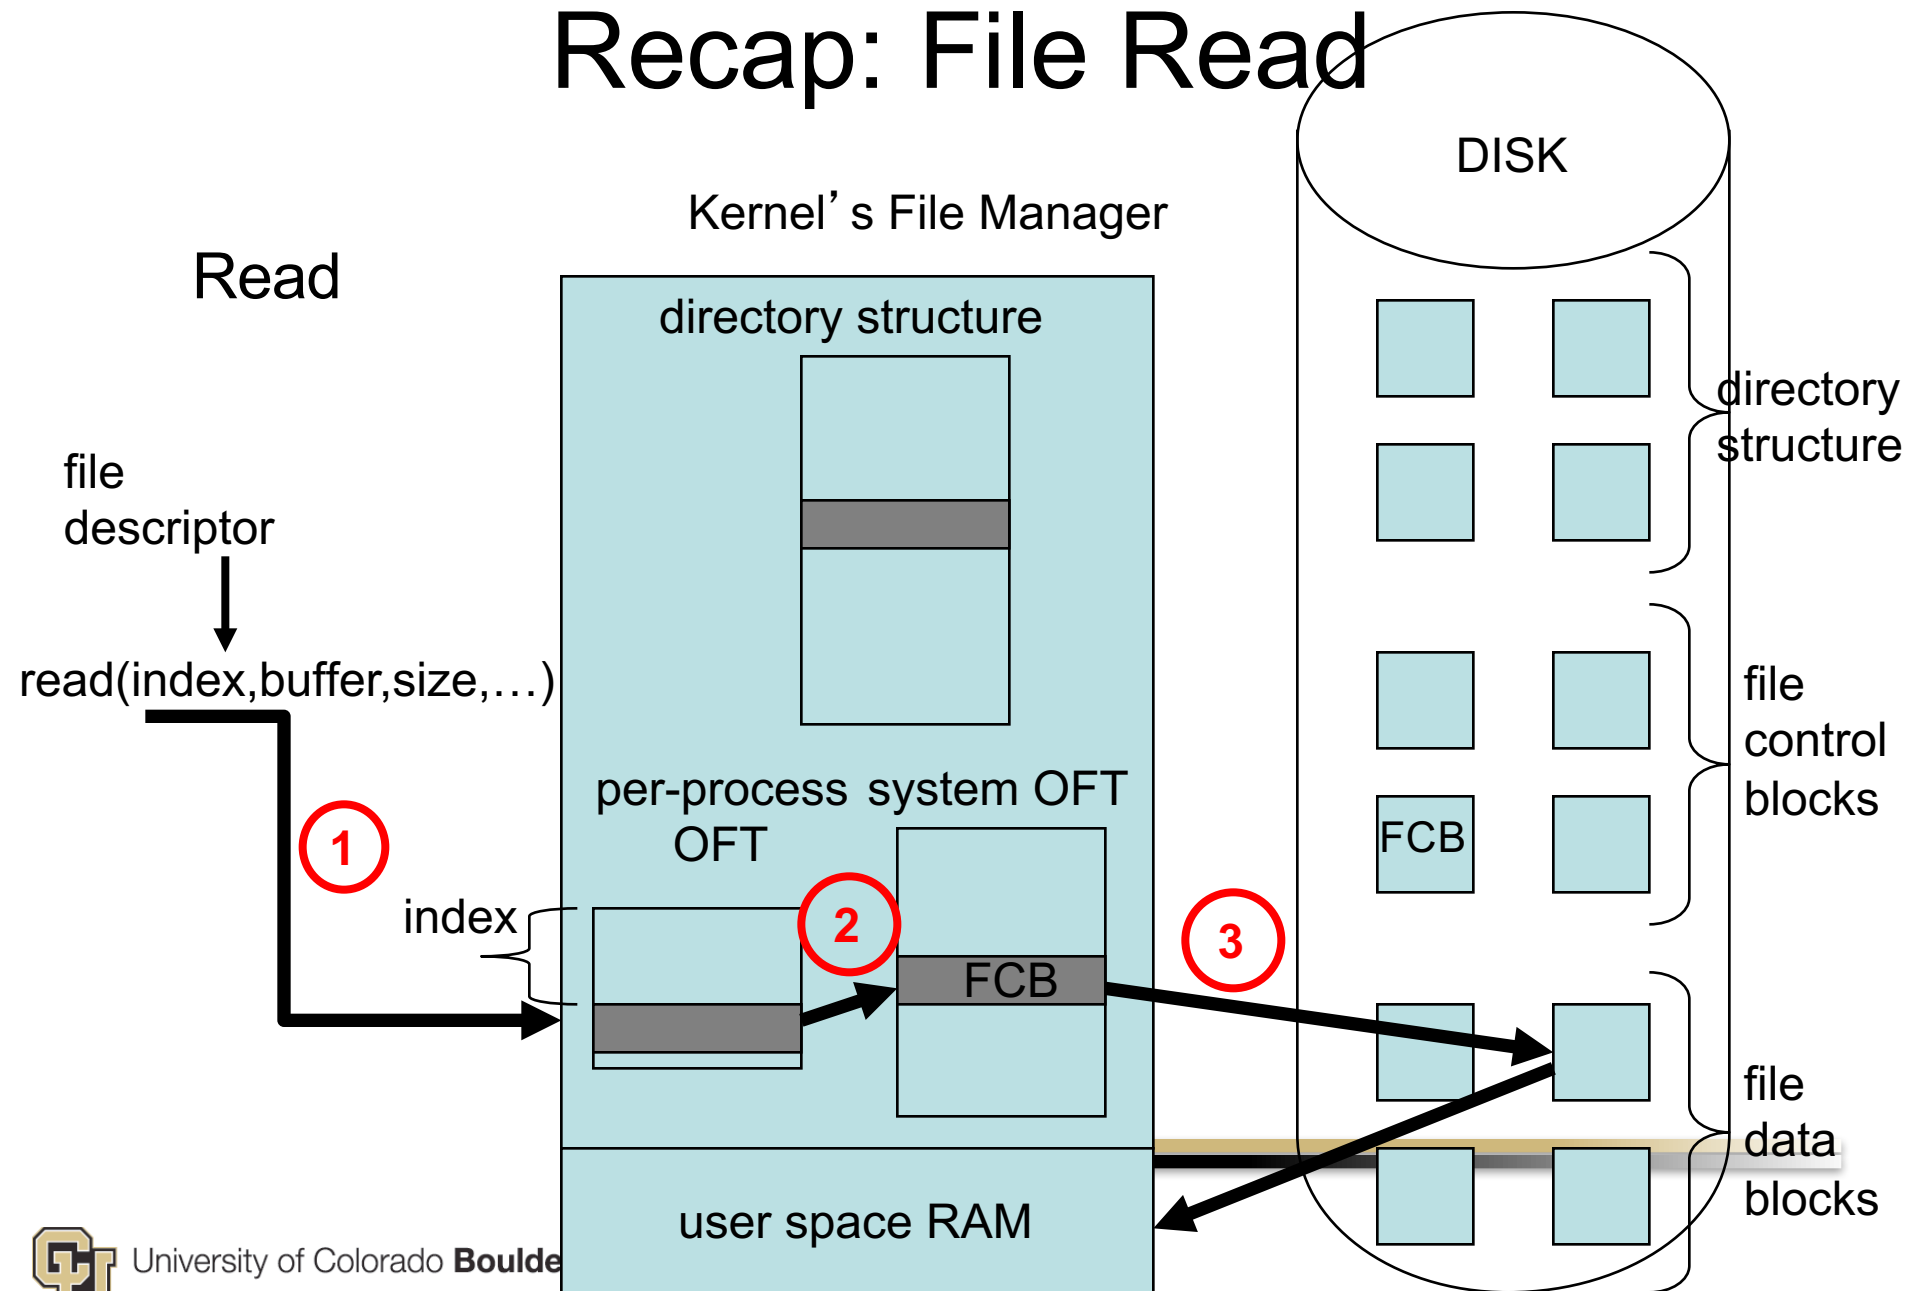 Recap: File Read
DISK
Kernel’s File Manager
Read
directory structure
directory
structure
file
descriptor
read(index,buffer,size,…)
file
control
blocks
per-process
OFT
system OFT
1
FCB
index
2
3
FCB
file
data
blocks
user space RAM
University of Colorado Boulde